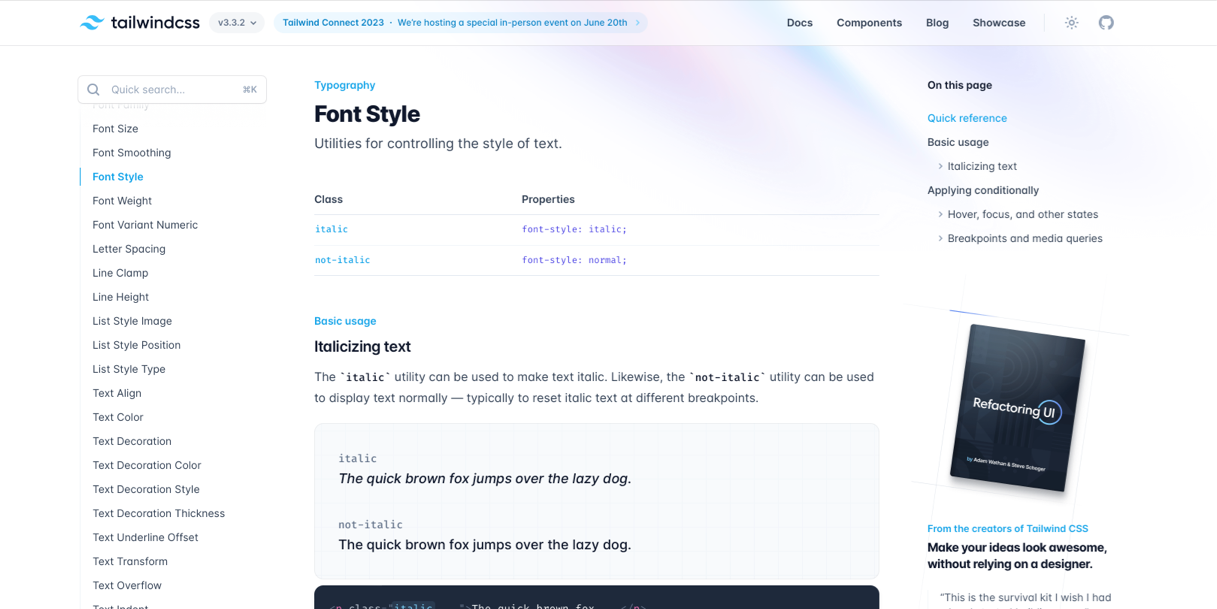 tailwindcss
v3.3.2
Tailwind Connect 2023 · We're hosting a special in-person event on June 20th
Docs
Components
Blog
Showcase
Quick search...
⌘K
Font Family
Font Size
Font Smoothing
Font Style
Font Weight
Font Variant Numeric
Letter Spacing
Line Clamp
Line Height
List Style Image
List Style Position
List Style Type
Text Align
Text Color
Text Decoration
Text Decoration Color
Text Decoration Style
Text Decoration Thickness
Text Underline Offset
Text Transform
Text Overflow
Text Indent
Typography
Font Style
Utilities for controlling the style of text.
Class Properties
italic font-style: italic;
not-italic font-style: normal;
Basic usage
Italicizing text
The `italic` utility can be used to make text italic. Likewise, the `not-italic` utility can be used
to display text normally — typically to reset italic text at different breakpoints.
italic
The quick brown fox jumps over the lazy dog.
not-italic
The quick brown fox jumps over the lazy dog.
<p class="italic ...">The quick brown fox ...</p>
On this page
Quick reference
Basic usage
Italicizing text
Applying conditionally
Hover, focus, and other states
Breakpoints and media queries
Refactoring UI
by Adam Wathan & Steve Schoger
From the creators of Tailwind CSS
Make your ideas look awesome,
without relying on a designer.
"This is the survival kit I wish I had